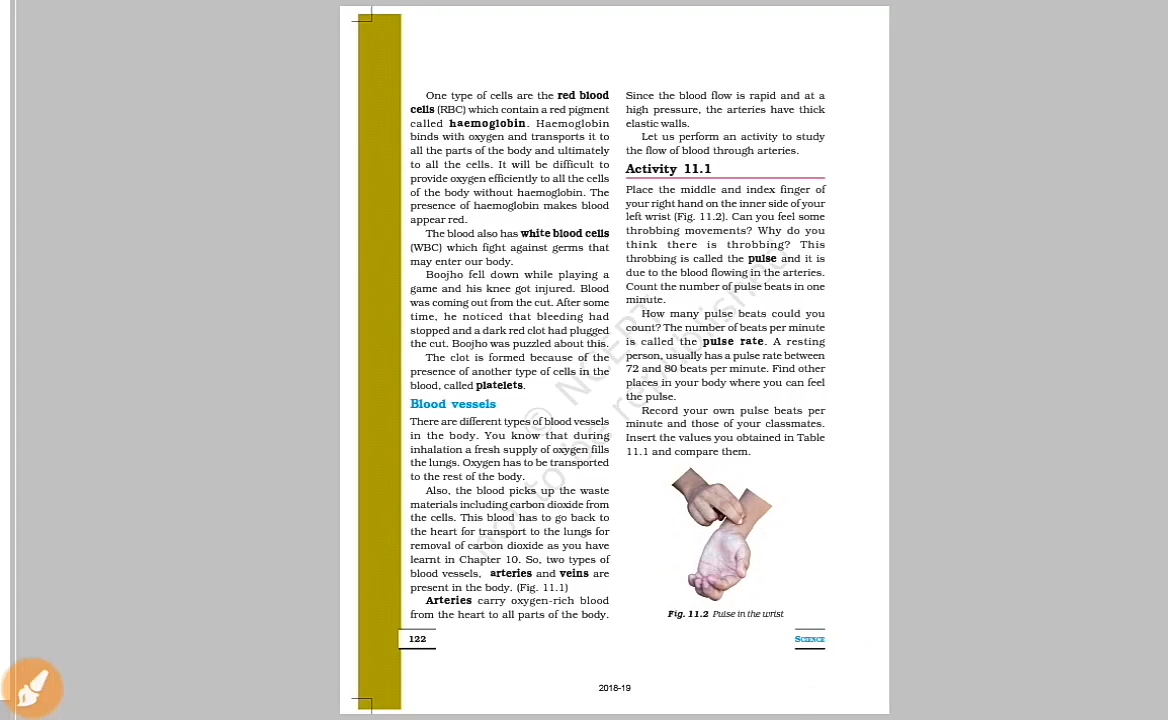 One type of cells are the red blood
cells (RBC) which contain a red pigment
called haemoglobin. Haemoglobin
binds with oxygen and transports it to
all the parts of the body and ultimately
to all the cells. It will be difficult to
provide oxygen efficiently to all the cells
of the body without haemoglobin. The
presence of haemoglobin makes blood
appear red.
The blood also has white blood cells
(WBC) which fight against germs that
may enter our body.
Boojho fell down while playing a
game and his knee got injured. Blood
was coming out from the cut. After some
time, he noticed that bleeding had
stopped and a dark red clot had plugged
the cut. Boojho was puzzled about this.
The clot is formed because of the
presence of another type of cells in the
blood, called platelets.
Blood vessels
There are different types of blood vessels
in the body. You know that during
inhalation a fresh supply of oxygen fills
the lungs. Oxygen has to be transported
to the rest of the body.
Also, the blood picks up the waste
materials including carbon dioxide from
the cells. This blood has to go back to
the heart for transport to the lungs for
removal of carbon dioxide as you have
learnt in Chapter 10. So, two types of
blood vessels, arteries and veins are
present in the body. (Fig. 11.1)
Arteries carry oxygen-rich blood
from the heart to all parts of the body.
Since the blood flow is rapid and at a
high pressure, the arteries have thick
elastic walls.
Let us perform an activity to study
the flow of blood through arteries.
Activity 11.1
Place the middle and index finger of
your right hand on the inner side of your
left wrist (Fig. 11.2). Can you feel some
throbbing movements? Why do you
think there is throbbing? This
throbbing is called the pulse and it is
due to the blood flowing in the arteries.
Count the number of pulse beats in one
minute.
How many pulse beats could you
count? The number of beats per minute
is called the pulse rate. A resting
person, usually has a pulse rate between
72 and 80 beats per minute. Find other
places in your body where you can feel
the pulse.
Record your own pulse beats per
minute and those of your classmates.
Insert the values you obtained in Table
11.1 and compare them.
Fig. 11.2 Pulse in the wrist
122
SCIENCE
2018-19
© NCERT
not to be republished